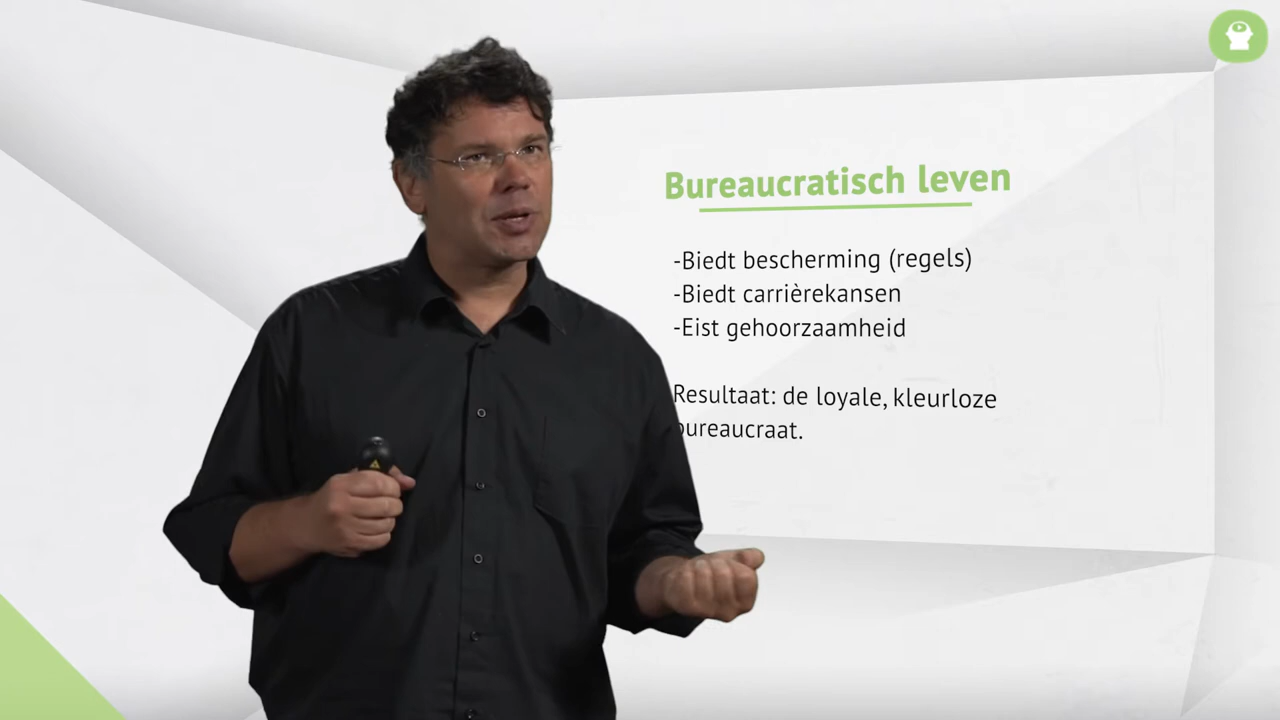 Bureaucratisch leven
-Biedt bescherming (regels)
-Biedt carrièrekansen
-Eist gehoorzaamheid
Resultaat: de loyale, kleurloze
bureaucraat.